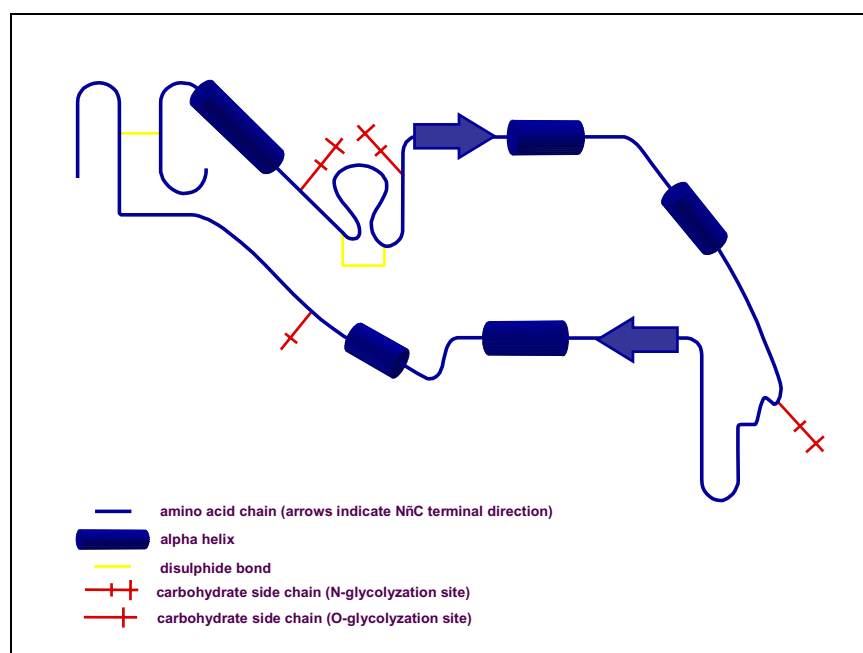 amino acid chain (arrows indicate NñC terminal direction)
alpha helix
disulphide bond
carbohydrate side chain (N-glycolyzation site)
carbohydrate side chain (O-glycolyzation site)